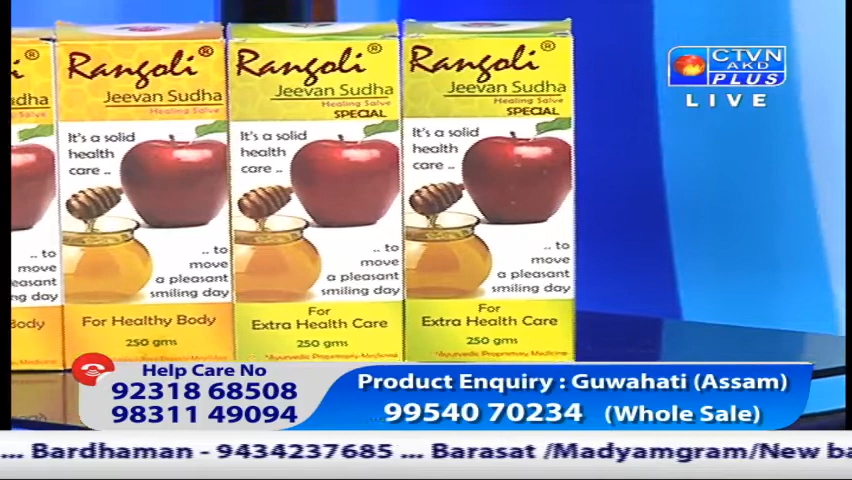 Rangoli®
Jeevan Sudha
Healing Salve
It's a solid
health
care ..
.. to
move
a pleasant
smiling day
For Healthy Body
250 gms
Rangoli®
Jeevan Sudha
Healing Salve
SPECIAL
It's a solid
health
care ..
.. to
move
a pleasant
smiling day
For
Extra Health Care
250 gms
*Ayurvedic Proprietary Medicine
Rangoli®
Jeevan Sudha
Healing Salve
SPECIAL
It's a solid
health
care ..
.. to
move
a pleasant
smiling day
For
Extra Health Care
250 gms
*Ayurvedic Proprietary Medicine
CTVN
AKD
PLUS
LIVE
Help Care No
92318 68508
98311 49094
Product Enquiry : Guwahati (Assam)
99540 70234 (Whole Sale)
... Bardhaman - 9434237685 ... Barasat /Madyamgram/New ba